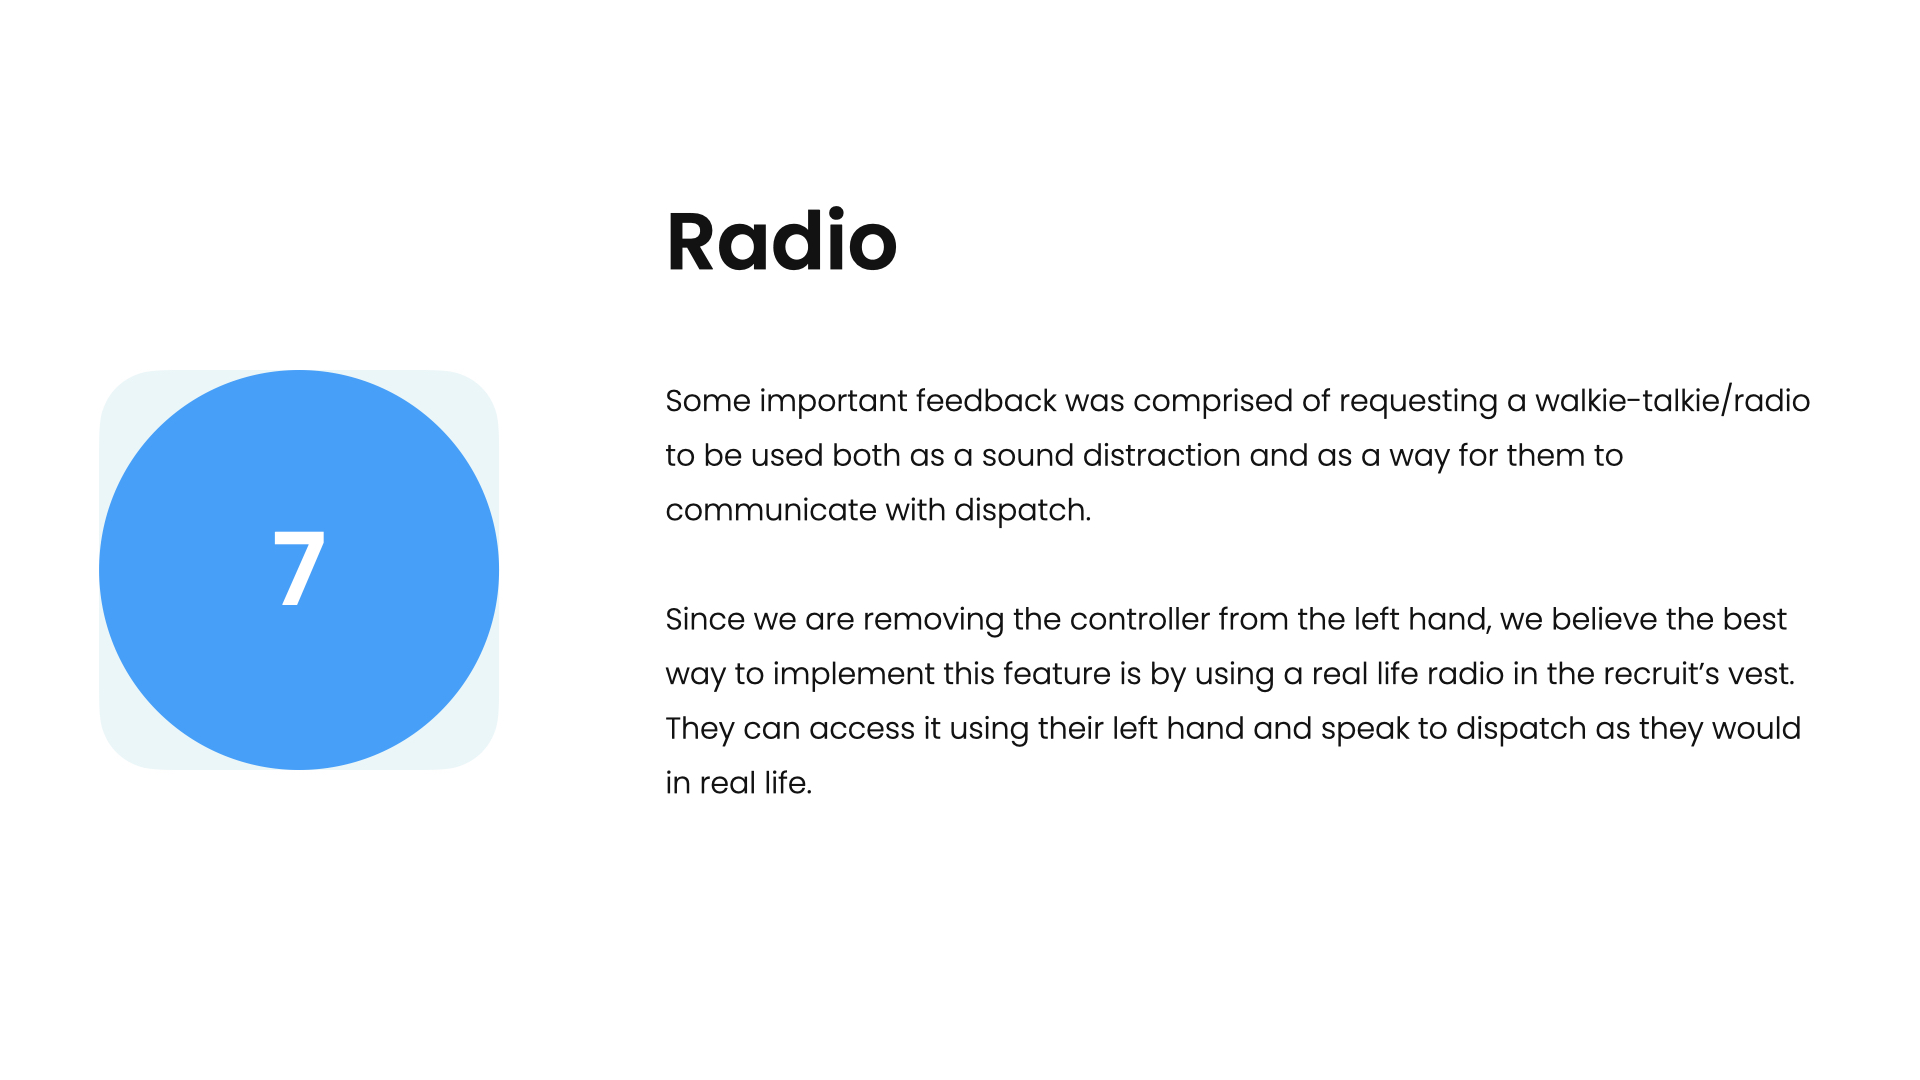 Radio
7
Some important feedback was comprised of requesting a walkie-talkie/radio
to be used both as a sound distraction and as a way for them to
communicate with dispatch.
Since we are removing the controller from the left hand, we believe the best
way to implement this feature is by using a real life radio in the recruit’s vest.
They can access it using their left hand and speak to dispatch as they would
in real life.